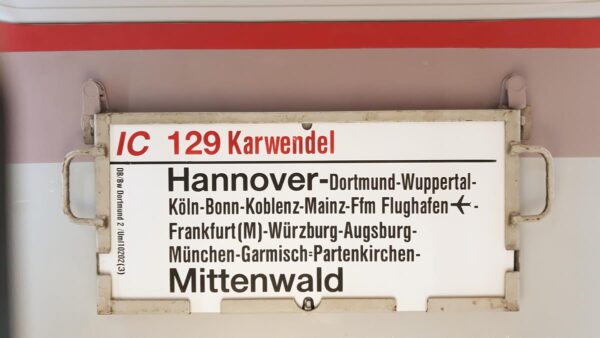 IC 129 Karwendel
Hannover-Dortmund-Wuppertal-
Köln-Bonn-Koblenz-Mainz-Ffm Flughafen ✈-
Frankfurt(M)-Würzburg-Augsburg-
München-Garmisch-Partenkirchen-
Mittenwald